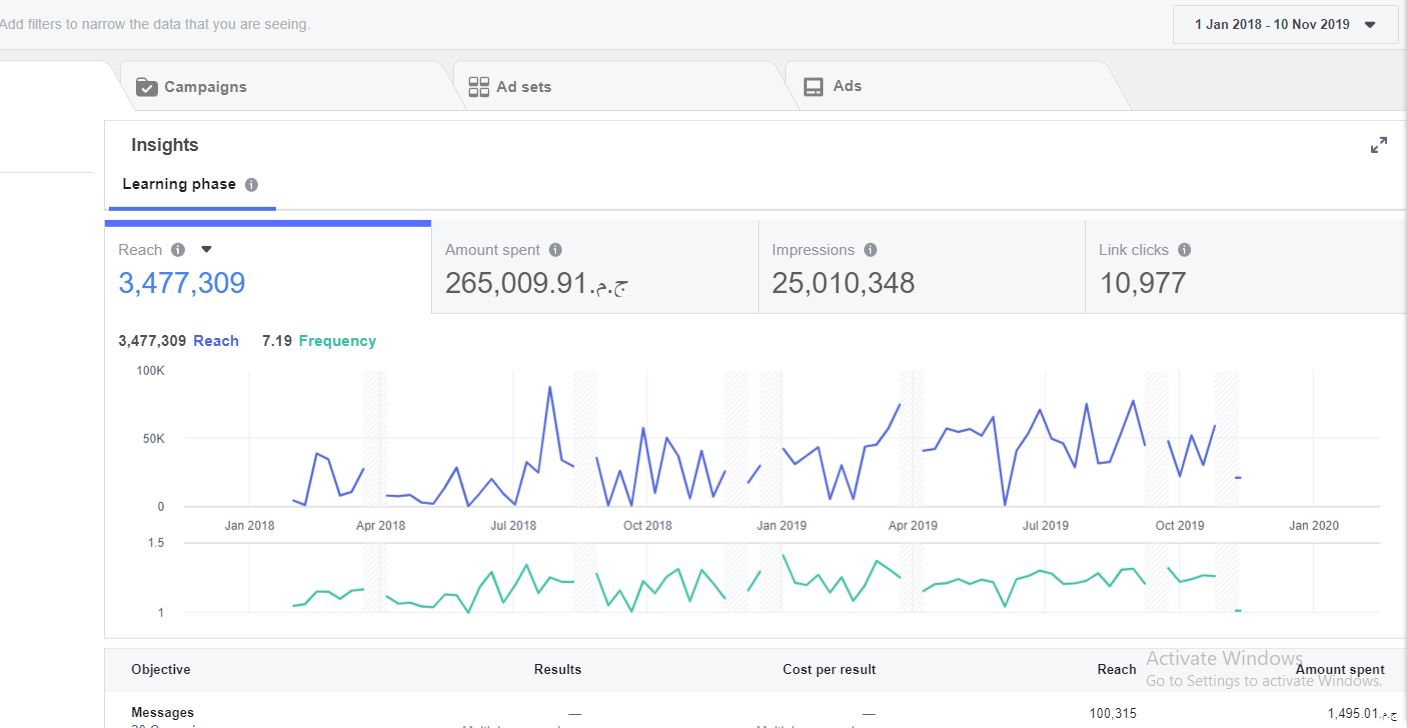 Add filters to narrow the data that you are seeing.
1 Jan 2018 - 10 Nov 2019
Campaigns
Ad sets
Ads
Insights
Learning phase
Reach
Amount spent
Impressions
Link clicks
3,477,309
265,009.91.ج.م
25,010,348
10,977
3,477,309 Reach 7.19 Frequency
100K
50K
0
Jan 2018 Apr 2018 Jul 2018 Oct 2018 Jan 2019 Apr 2019 Jul 2019 Oct 2019 Jan 2020
1.5
1
Objective Results Cost per result Reach Amount spent
Activate Windows
Go to Settings to activate Windows.
Messages — — 100,315 1,495.01.ج.م